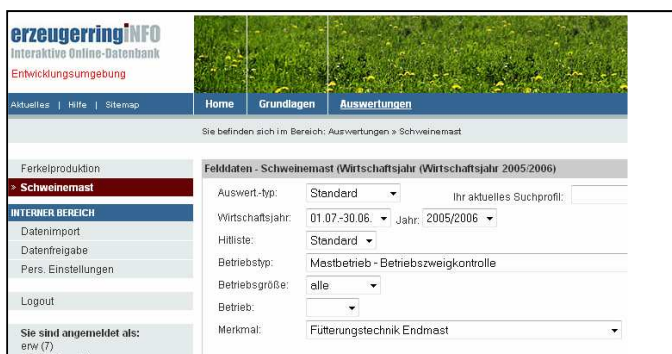 erzeugerringiNFO
Interaktive Online-Datenbank
Entwicklungsumgebung
Aktuelles | Hilfe | Sitemap
Home Grundlagen Auswertungen
Sie befinden sich im Bereich: Auswertungen » Schweinemast
Ferkelproduktion
» Schweinemast
INTERNER BEREICH
Datenimport
Datenfreigabe
Pers. Einstellungen
Logout
Sie sind angemeldet als:
erw (7)
Felddaten - Schweinemast (Wirtschaftsjahr (Wirtschaftsjahr 2005/2006)
Auswert.-typ: Standard Ihr aktuelles Suchprofil:
Wirtschaftsjahr: 01.07.-30.06. Jahr: 2005/2006
Hitliste: Standard
Betriebstyp: Mastbetrieb - Betriebszweigkontrolle
Betriebsgröße: alle
Betrieb:
Merkmal: Fütterungstechnik Endmast